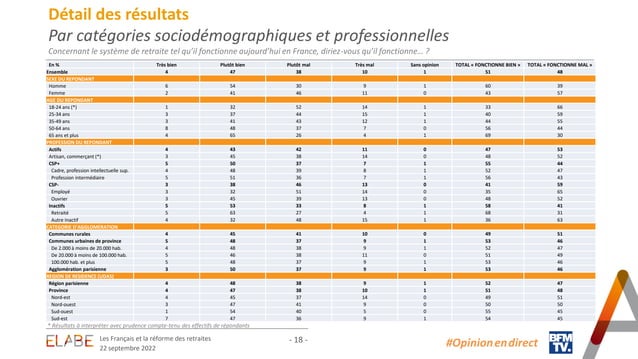 Détail des résultats
Par catégories sociodémographiques et professionnelles
Concernant le système de retraite tel qu'il fonctionne aujourd'hui en France, diriez-vous qu'il fonctionne… ?
En % Très bien Plutôt bien Plutôt mal Très mal Sans opinion TOTAL « FONCTIONNE BIEN » TOTAL « FONCTIONNE MAL »
Ensemble 4 47 38 10 1 51 48
SEXE DU REPONDANT
Homme 6 54 30 9 1 60 39
Femme 2 41 46 11 0 43 57
AGE DU REPONDANT
18-24 ans (*) 1 32 52 14 1 33 66
25-34 ans 3 37 44 15 1 40 59
35-49 ans 3 41 43 12 1 44 55
50-64 ans 8 48 37 7 0 56 44
65 ans et plus 4 65 26 4 1 69 30
PROFESSION DU REPONDANT
Actifs 4 43 42 11 0 47 53
Artisan, commerçant (*) 3 45 38 14 0 48 52
CSP+ 5 50 37 7 1 55 44
Cadre, profession intellectuelle sup. 4 48 39 8 1 52 47
Profession intermédiaire 5 51 36 7 1 56 43
CSP- 3 38 46 13 0 41 59
Employé 3 32 51 14 0 35 65
Ouvrier 3 45 39 13 0 48 52
Inactifs 5 53 33 8 1 58 41
Retraité 5 63 27 4 1 68 31
Autre inactif 4 32 48 15 1 36 63
CATEGORIE D'AGGLOMERATION
Communes rurales 4 45 41 10 0 49 51
Communes urbaines de province 5 48 37 9 1 53 46
De 2.000 à moins de 20.000 hab. 4 48 38 9 1 52 47
De 20.000 à moins de 100.000 hab. 5 46 38 11 0 51 49
100.000 hab. et plus 5 48 37 9 1 53 46
Agglomération parisienne 3 50 37 9 1 53 46
REGION DE RESIDENCE (UDA5)
Région parisienne 4 48 38 9 1 52 47
Province 4 47 38 10 1 51 48
Nord-est 4 45 37 14 0 49 51
Nord-ouest 3 47 41 9 0 50 50
Sud-ouest 1 54 40 5 0 55 45
Sud-est 7 47 36 9 1 54 45
* Résultats à interpréter avec prudence compte-tenu des effectifs de répondants
ELABE
Les Français et la réforme des retraites
22 septembre 2022
- 18 -
#Opinion en direct
BFM
TV.